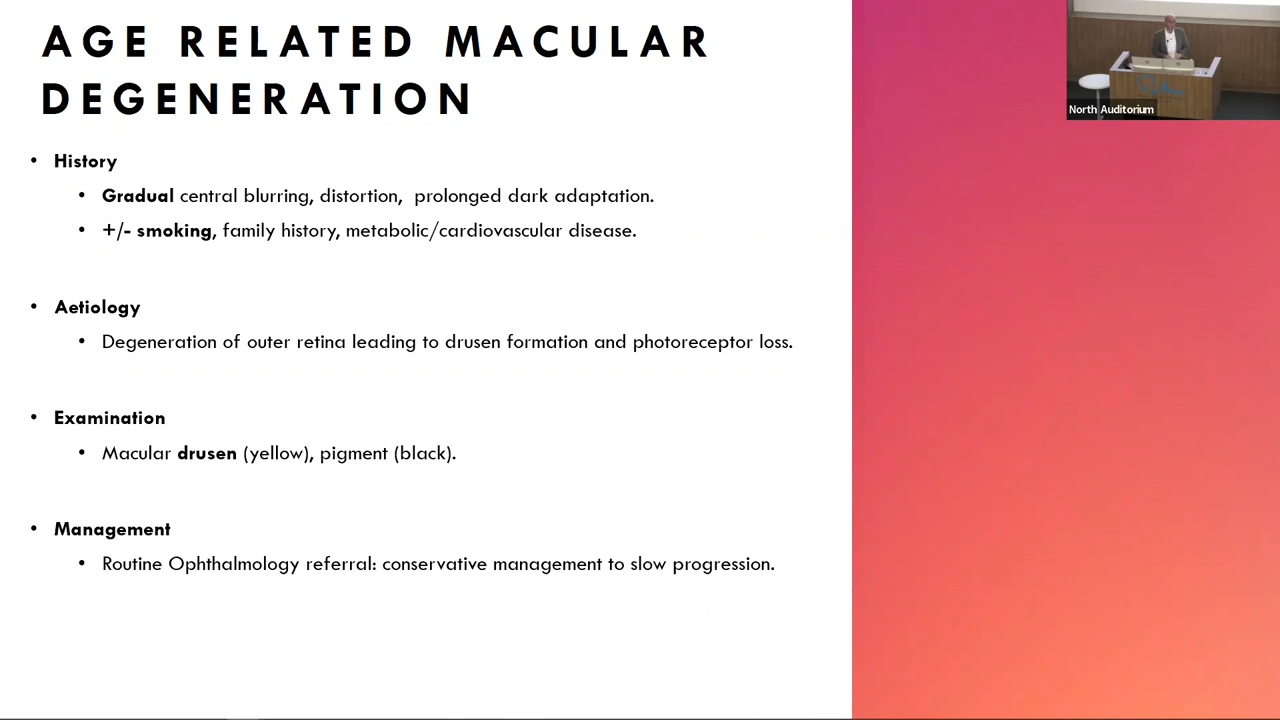 AGE RELATED MACULAR
DEGENERATION
• History
• Gradual central blurring, distortion,  prolonged dark adaptation.
• +/- smoking, family history, metabolic/cardiovascular disease.
• Aetiology
• Degeneration of outer retina leading to drusen formation and photoreceptor loss.
• Examination
• Macular drusen (yellow), pigment (black).
• Management
• Routine Ophthalmology referral: conservative management to slow progression.
North Auditorium